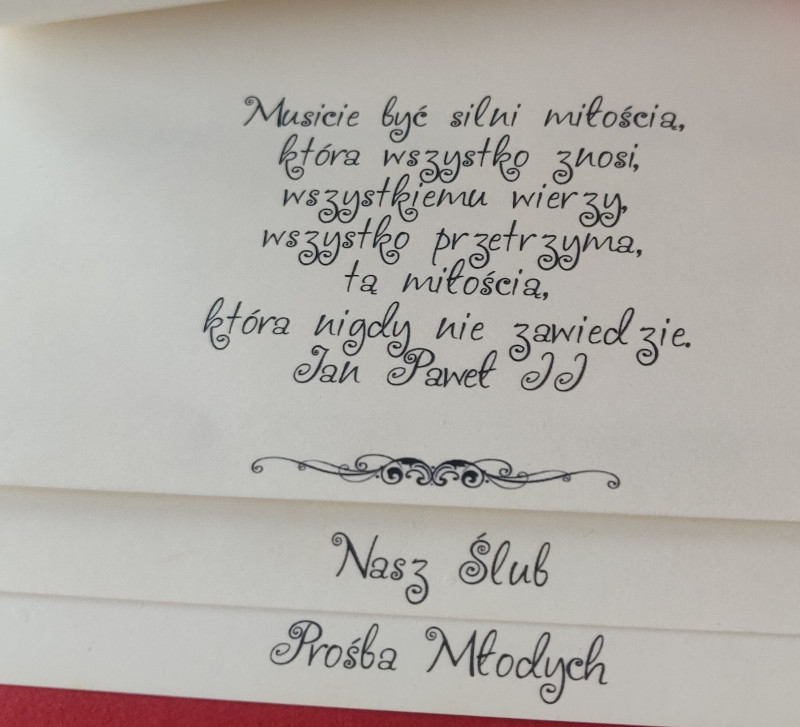 Musicie być silni miłością,
która wszystko znosi,
wszystkiemu wierzy,
wszystko przetrzyma,
tą miłością,
która nigdy nie zawiedzie.
Jan Paweł II
Nasz Ślub
Prośba Młodych